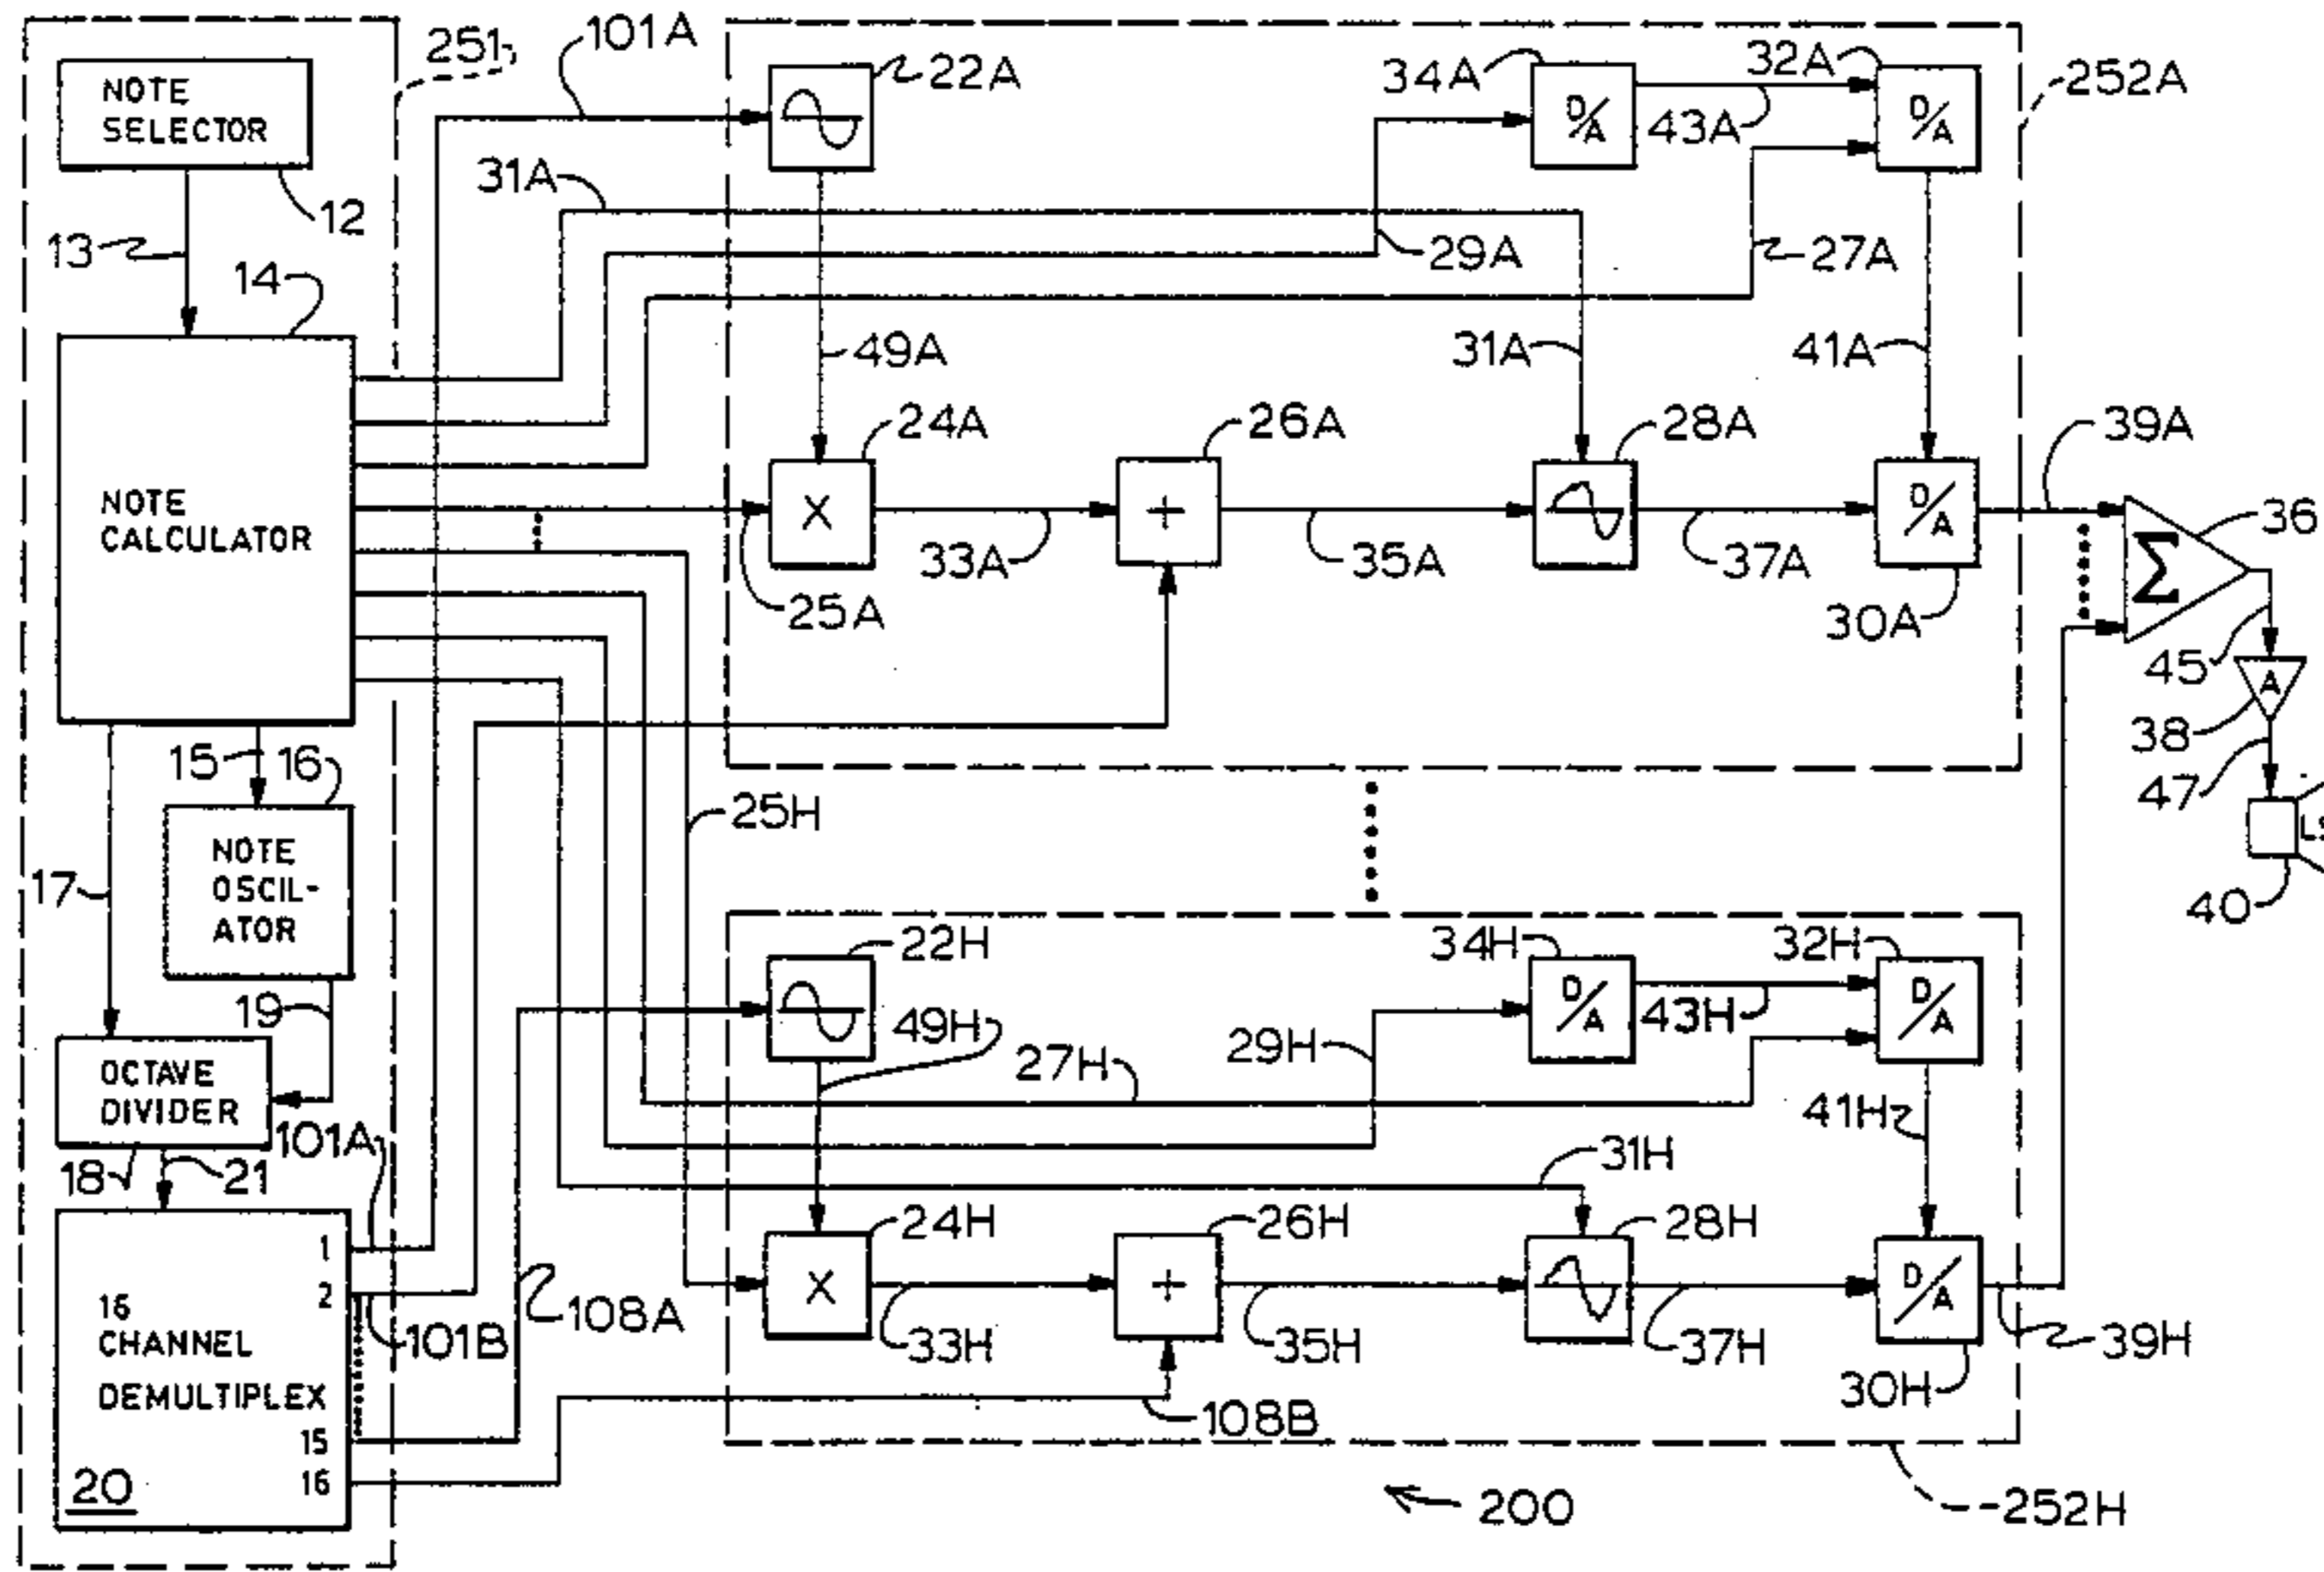 NOTE
SELECTOR
12
13
14
251
101A
22A
34A
D/A
43A
32A
D/A
252A
31A
29A
27A
49A
31A
41A
NOTE
CALCULATOR
24A
X
25A
33A
26A
+
35A
28A
37A
D/A
30A
39A
Σ
36
45
A
38
47
40
15
16
NOTE
OSCIL-
ATOR
17
19
OCTAVE
DIVIDER
18
21
101A
25H
22H
49H
34H
D/A
43H
32H
D/A
29H
27H
41H
31H
16
CHANNEL
DEMULTIPLEX
1
2
15
16
20
101B
108A
24H
X
33H
26H
+
35H
28H
37H
D/A
30H
39H
108B
200
252H